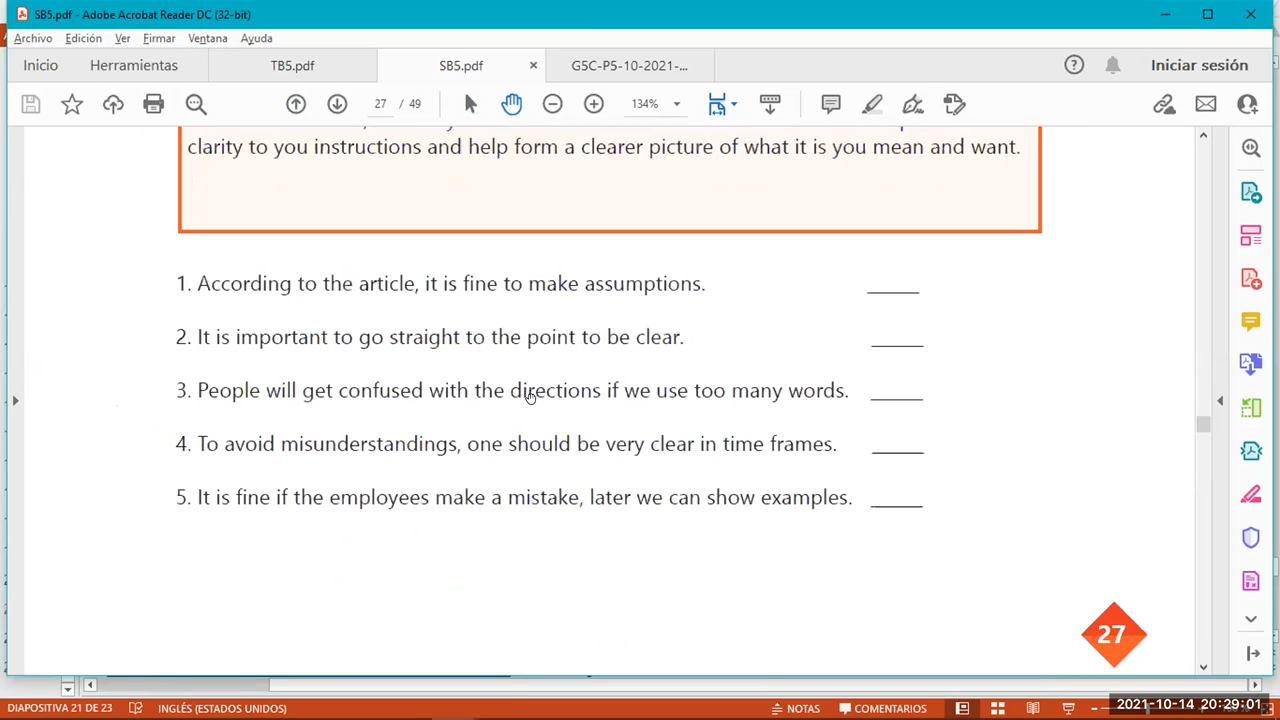 SB5.pdf - Adobe Acrobat Reader DC (32-bit)
Archivo Edición Ver Firmar Ventana Ayuda
Inicio Herramientas TB5.pdf SB5.pdf × G5C-P5-10-2021-... Iniciar sesión
27 / 49 134%
clarity to you instructions and help form a clearer picture of what it is you mean and want.
1. According to the article, it is fine to make assumptions. _____
2. It is important to go straight to the point to be clear. _____
3. People will get confused with the directions if we use too many words. _____
4. To avoid misunderstandings, one should be very clear in time frames. _____
5. It is fine if the employees make a mistake, later we can show examples. _____
27
DIAPOSITIVA 21 DE 23 INGLÉS (ESTADOS UNIDOS) NOTAS COMENTARIOS 2021-10-14 20:29:01